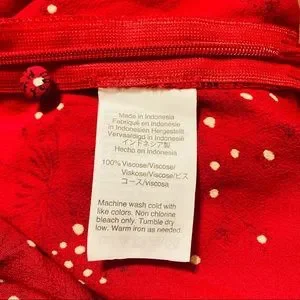 Made in Indonesia
Fabriqué en Indonésie
in Indonesien Hergestellt
Vervaardigd in Indonesië
インドネシア製
Hecho en Indonesia
100% Viscose/Viscose/
Viskose/Viscose/ビス
コース/viscosa
Machine wash cold with
like colors. Non chlorine
bleach only. Tumble dry
low. Warm iron as needed.